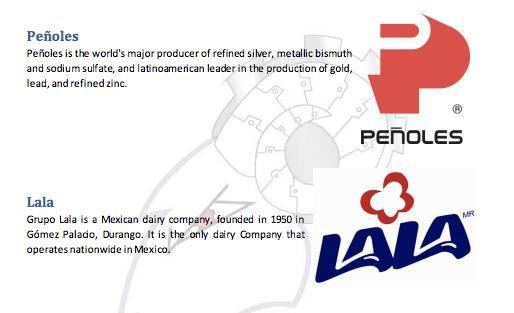 Peñoles
Peñoles is the world's major producer of refined silver, metallic bismuth
and sodium sulfate, and latinoamerican leader in the production of gold,
lead, and refined zinc.
®
PEÑOLES
Lala
Grupo Lala is a Mexican dairy company, founded in 1950 in
Gómez Palacio, Durango. It is the only dairy Company that
operates nationwide in Mexico.
MR
LALA